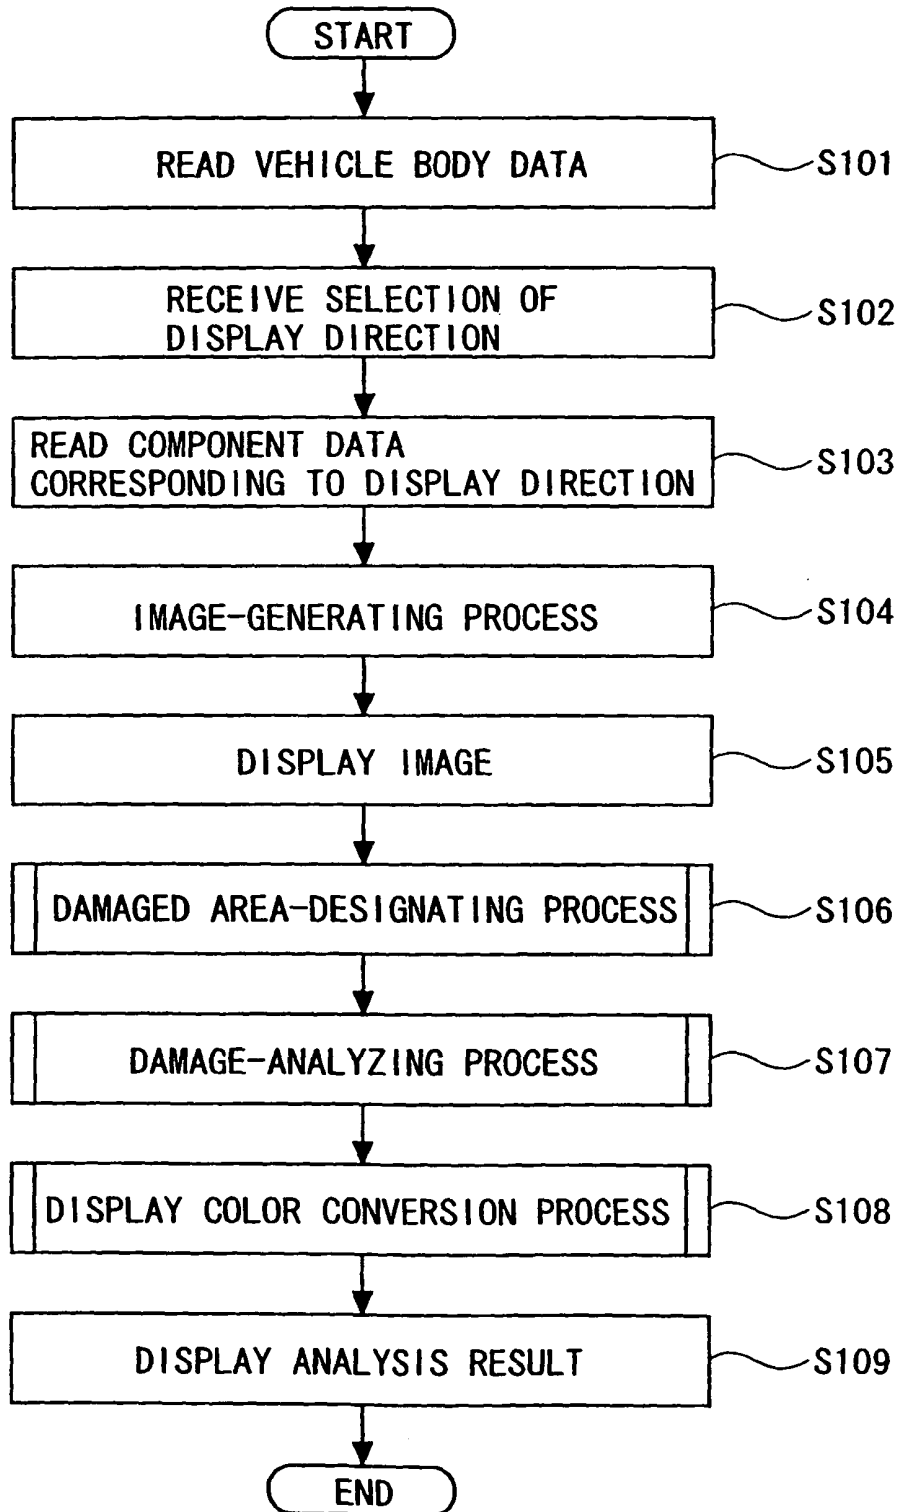 START
READ VEHICLE BODY DATA
S101
RECEIVE SELECTION OF
DISPLAY DIRECTION
S102
READ COMPONENT DATA
CORRESPONDING TO DISPLAY DIRECTION
S103
IMAGE-GENERATING PROCESS
S104
DISPLAY IMAGE
S105
DAMAGED AREA-DESIGNATING PROCESS
S106
DAMAGE-ANALYZING PROCESS
S107
DISPLAY COLOR CONVERSION PROCESS
S108
DISPLAY ANALYSIS RESULT
S109
END